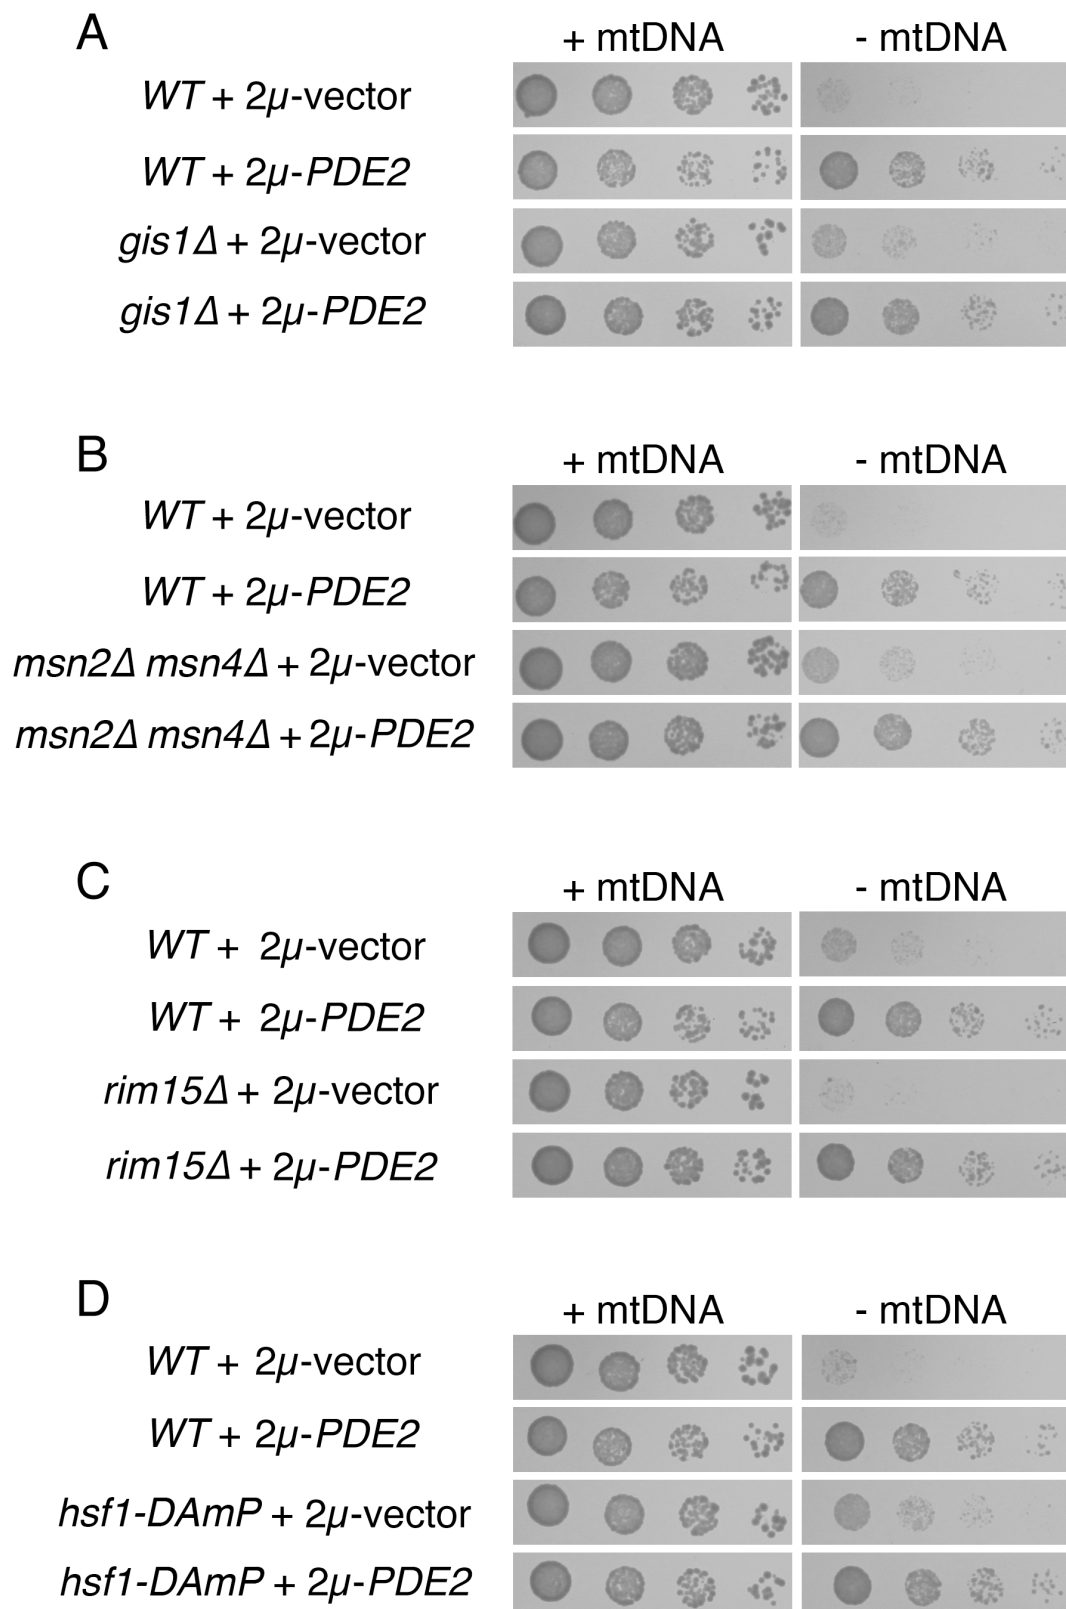 A
+ mtDNA - mtDNA
WT + 2µ-vector
WT + 2µ-PDE2
gis1Δ + 2µ-vector
gis1Δ + 2µ-PDE2
B
+ mtDNA - mtDNA
WT + 2µ-vector
WT + 2µ-PDE2
msn2Δ msn4Δ + 2µ-vector
msn2Δ msn4Δ + 2µ-PDE2
C
+ mtDNA - mtDNA
WT + 2µ-vector
WT + 2µ-PDE2
rim15Δ + 2µ-vector
rim15Δ + 2µ-PDE2
D
+ mtDNA - mtDNA
WT + 2µ-vector
WT + 2µ-PDE2
hsf1-DAmP + 2µ-vector
hsf1-DAmP + 2µ-PDE2